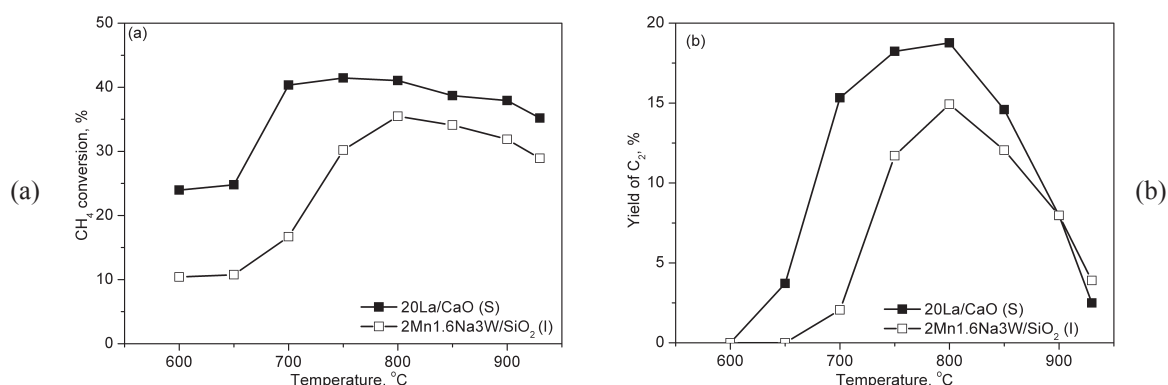 (a)
(a)
50
40
30
20
10
0
CH₄ conversion, %
20La/CaO (S)
2Mn1.6Na3W/SiO₂ (I)
600
700
800
900
Temperature, °C
(b)
20
15
10
5
0
Yield of C₂, %
20La/CaO (S)
2Mn1.6Na3W/SiO₂ (I)
600
700
800
900
Temperature, °C
(b)